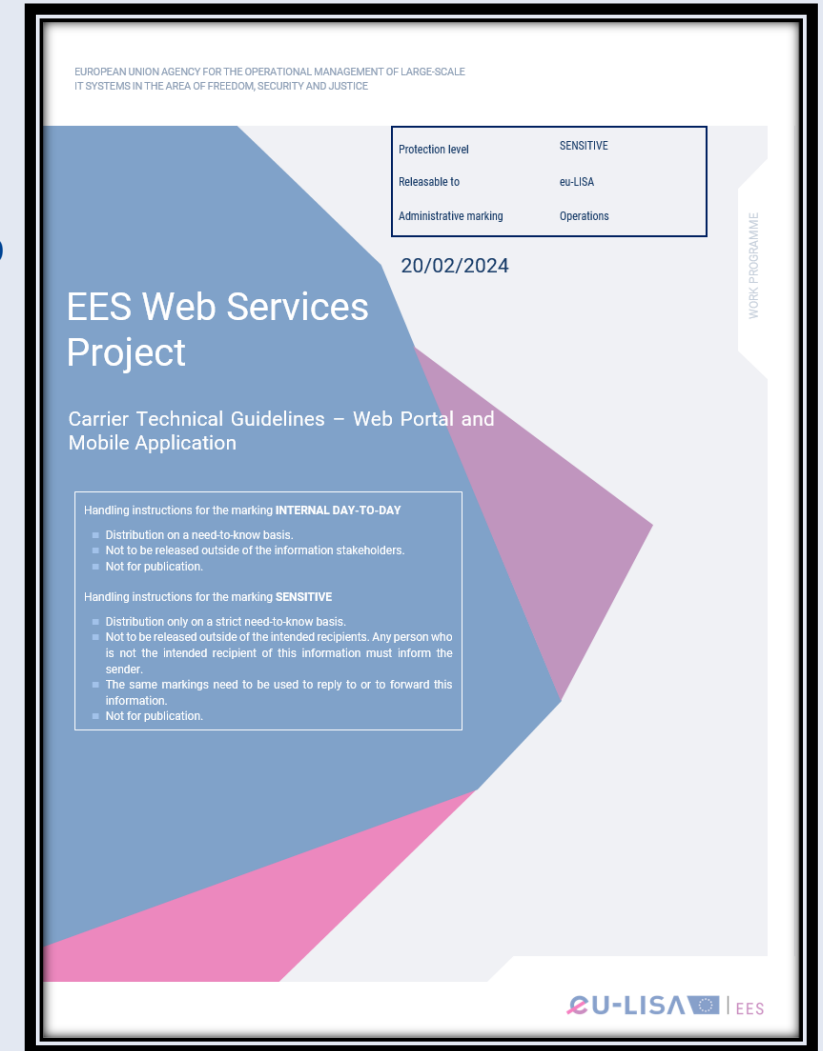 EUROPEAN UNION AGENCY FOR THE OPERATIONAL MANAGEMENT OF LARGE-SCALE
IT SYSTEMS IN THE AREA OF FREEDOM, SECURITY AND JUSTICE
Protection level SENSITIVE
Releasable to eu-LISA
Administrative marking Operations
WORK PROGRAMME
20/02/2024
EES Web Services
Project
Carrier Technical Guidelines – Web Portal and
Mobile Application
Handling instructions for the marking INTERNAL DAY-TO-DAY
Distribution on a need-to-know basis.
Not to be released outside of the information stakeholders.
Not for publication.
Handling instructions for the marking SENSITIVE
Distribution only on a strict need-to-know basis.
Not to be released outside of the intended recipients. Any person who
is not the intended recipient of this information must inform the
sender.
The same markings need to be used to reply to or to forward this
information.
Not for publication.
eu-LISA | EES